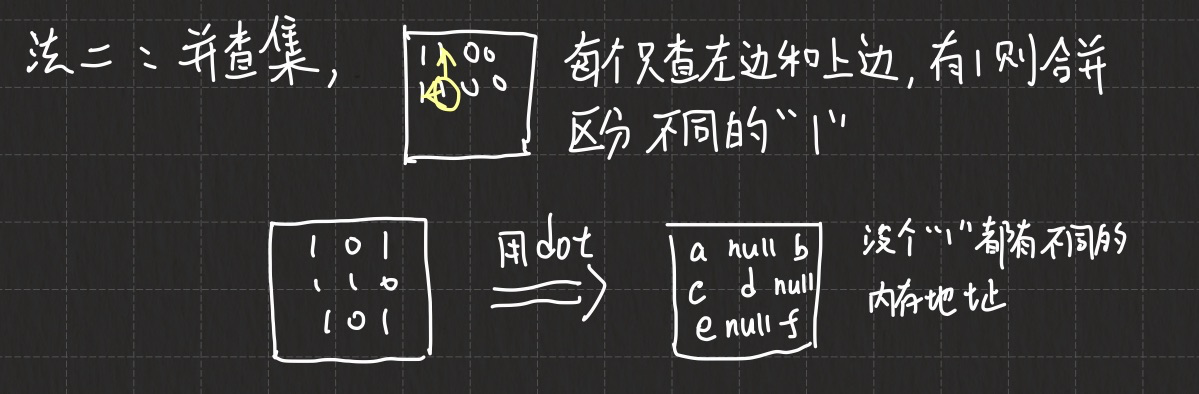 法二：并查集，
1 1 0 0
1 1 0 0
每个只查左边和上边，有1则合并
区分不同的“1”
1 0 1
1 1 0
1 0 1
用dot
a null b
c d null
e null f
没个“1”都有不同的
内存地址